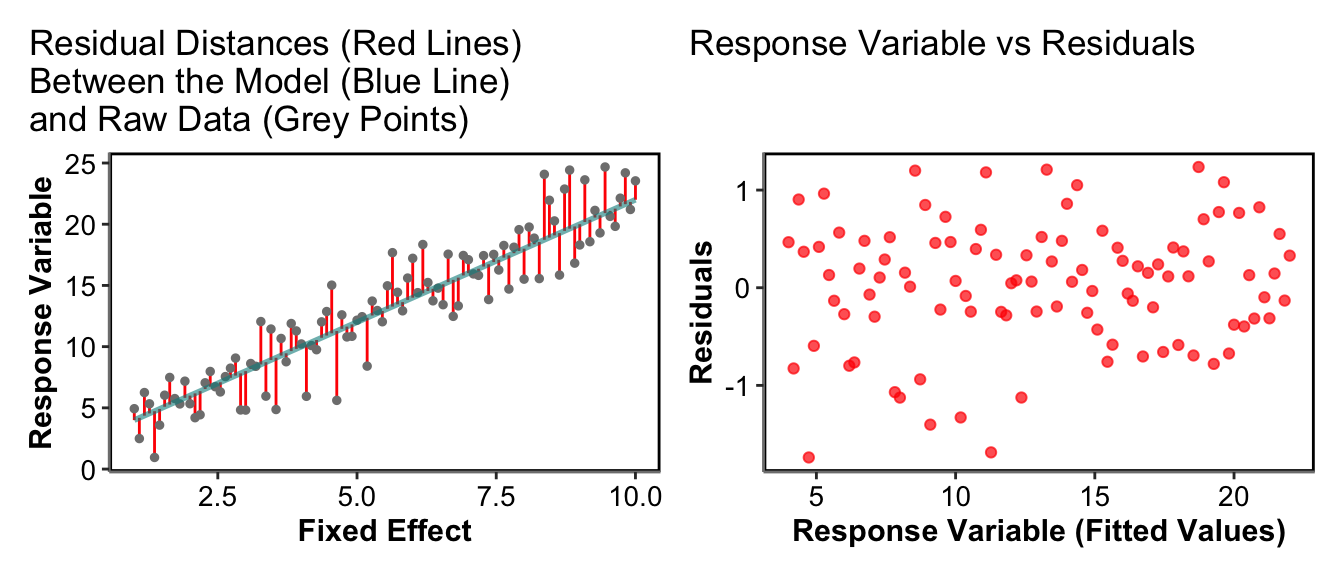 Residual Distances (Red Lines)
Between the Model (Blue Line)
and Raw Data (Grey Points)
Response Variable
25
20
15
10
5
0
2.5 5.0 7.5 10.0
Fixed Effect
Response Variable vs Residuals
Residuals
1
0
-1
5 10 15 20
Response Variable (Fitted Values)